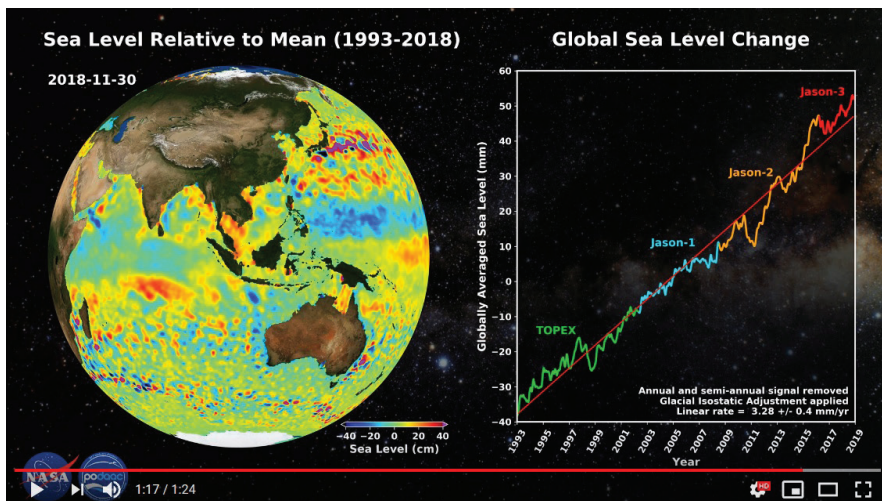 Sea Level Relative to Mean (1993-2018)
2018-11-30
−40 −20 0 20 40
Sea Level (cm)
Global Sea Level Change
Globally Averaged Sea Level (mm)
60
50
40
30
20
10
0
−10
−20
−30
−40
TOPEX
Jason-1
Jason-2
Jason-3
Annual and semi-annual signal removed
Glacial Isostatic Adjustment applied
Linear rate = 3.28 +/- 0.4 mm/yr
1993 1995 1997 1999 2001 2003 2005 2007 2009 2011 2013 2015 2017 2019
Year
NASA
podaac
1:17 / 1:24
HD